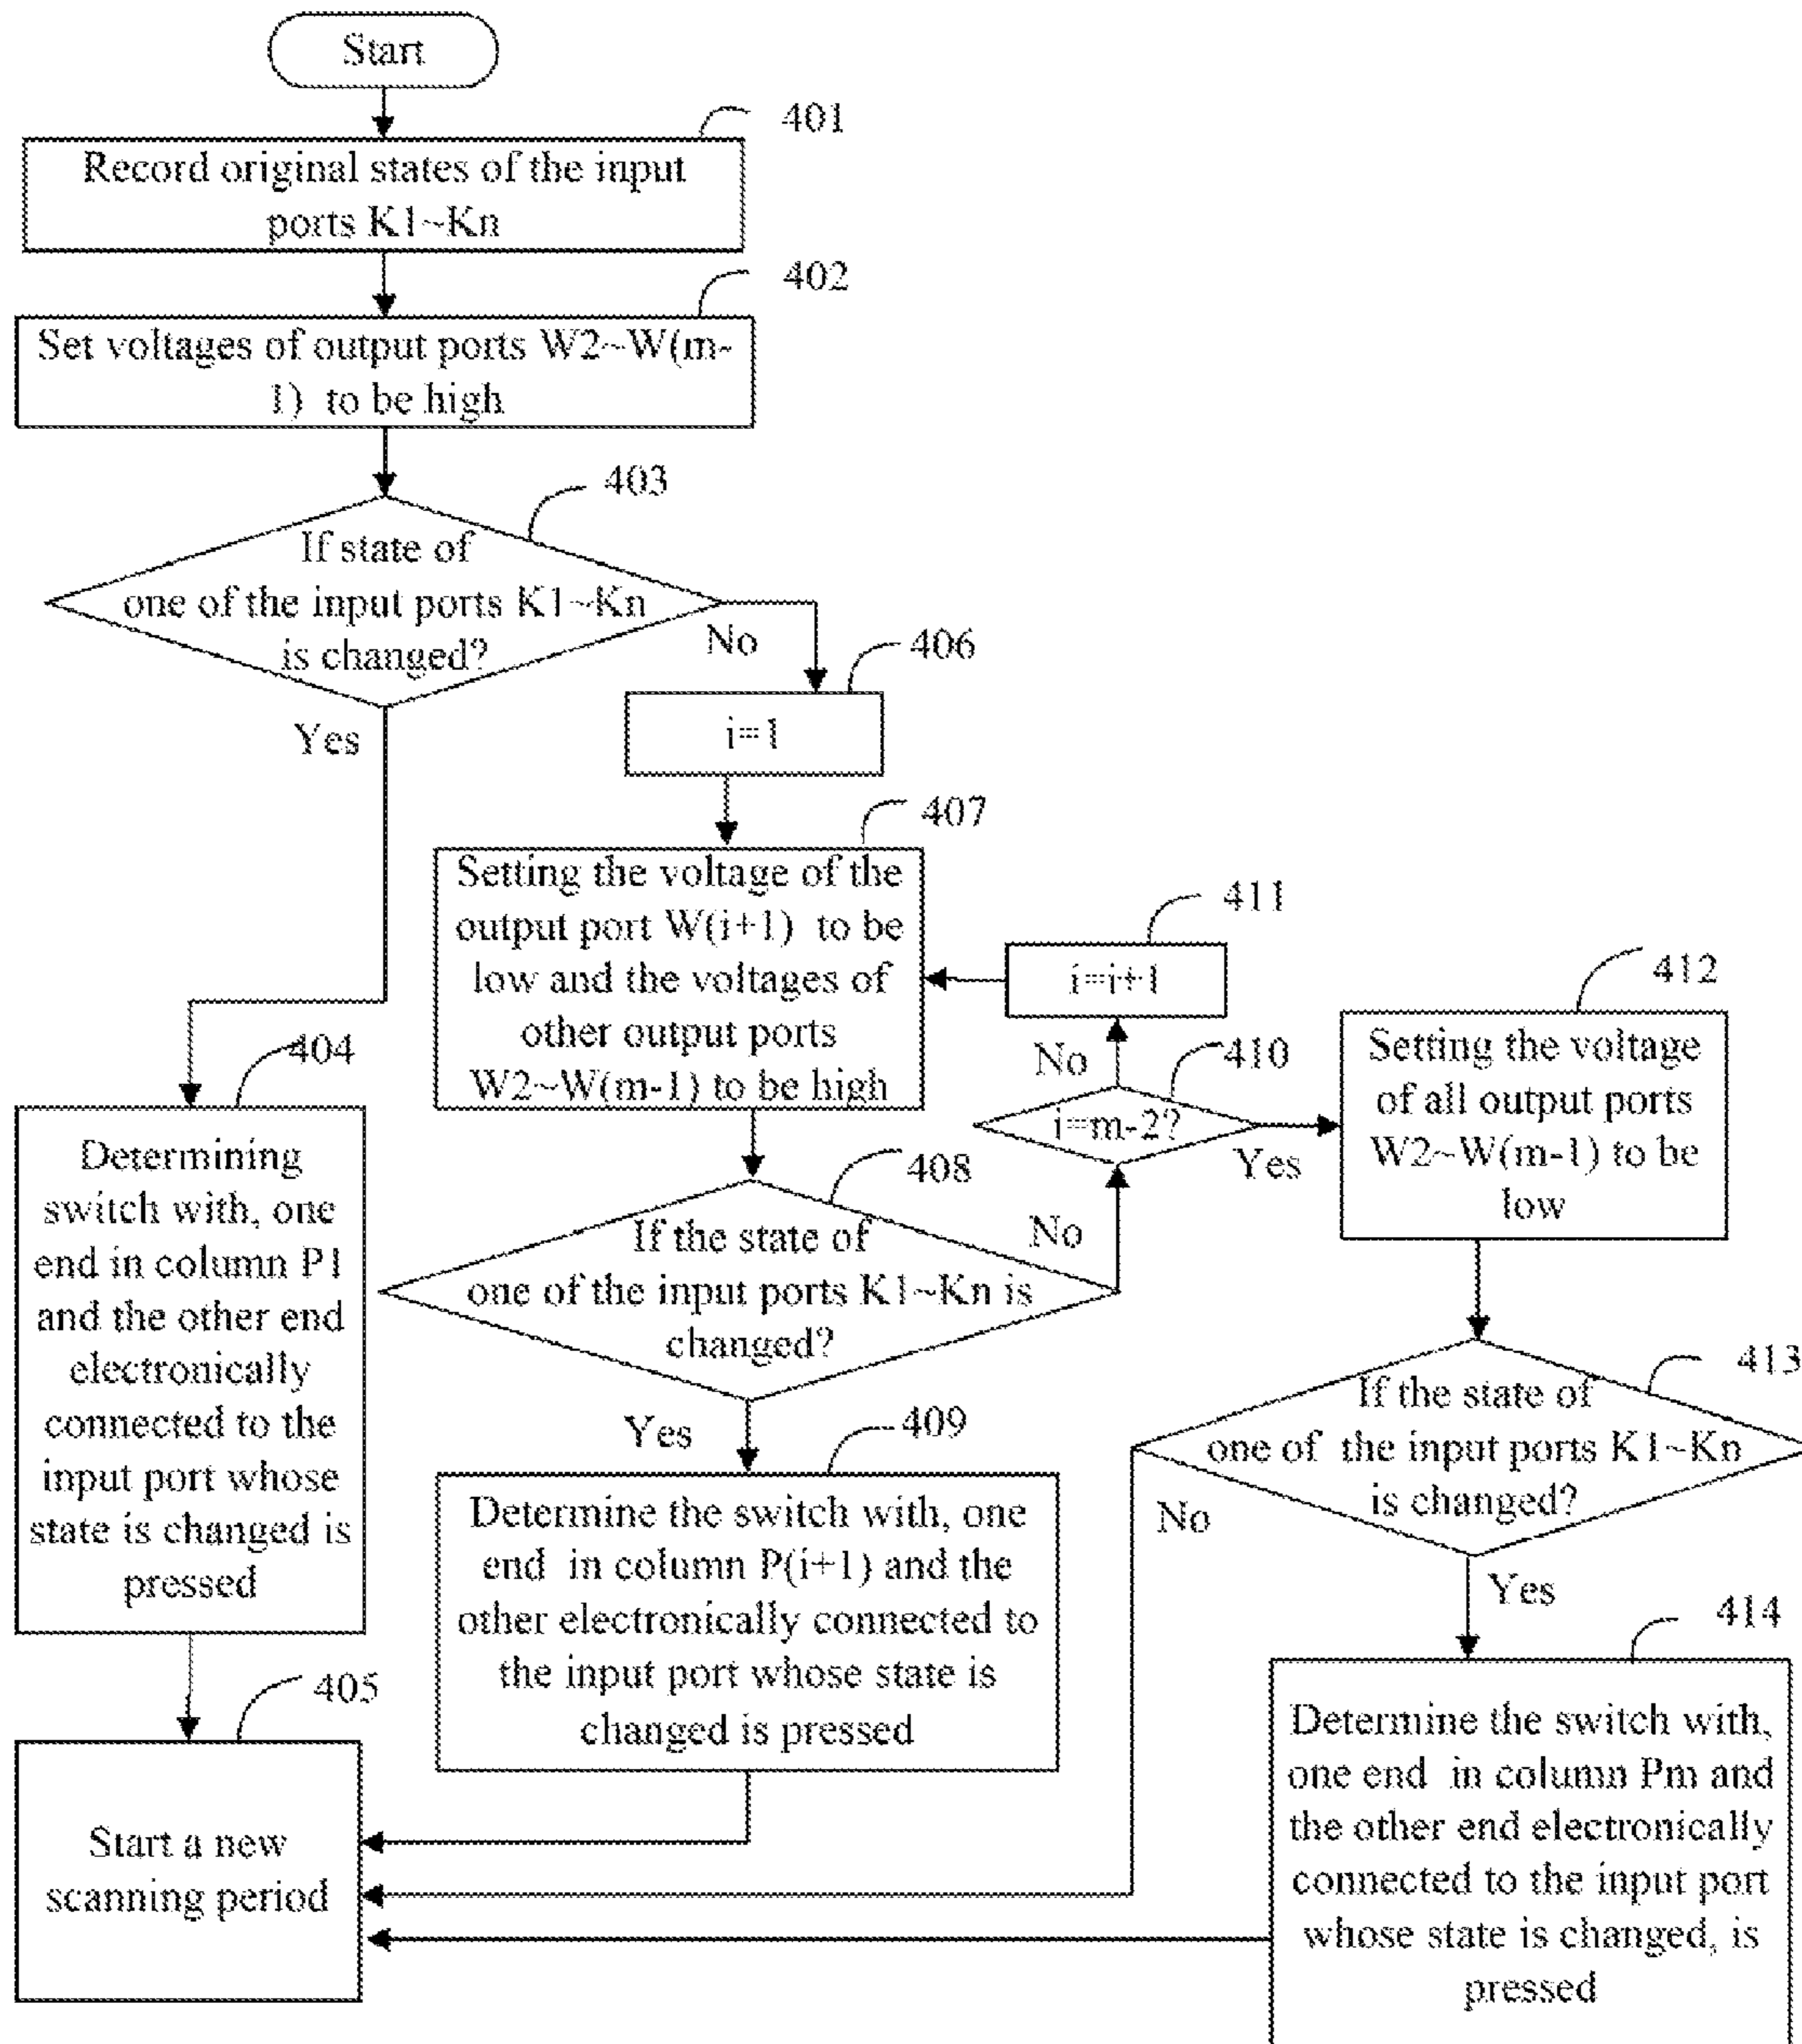 Start
401
Record original states of the input
ports K1~Kn
402
Set voltages of output ports W2~W(m-
1) to be high
403
If state of
one of the input ports K1~Kn
is changed?
No
406
Yes
i=1
407
Setting the voltage of the
output port W(i+1) to be
low and the voltages of
other output ports
W2~W(m-1) to be high
411
i=i+1
412
Setting the voltage
of all output ports
W2~W(m-1) to be
low
No
410
i=m-2?
Yes
404
Determining
switch with, one
end in column P1
and the other end
electronically
connected to the
input port whose
state is changed is
pressed
408
If the state of
one of the input ports K1~Kn is
changed?
No
413
If the state of
one of the input ports K1~Kn
is changed?
No
Yes
Yes
409
Determine the switch with, one
end in column P(i+1) and the
other electronically connected to
the input port whose state is
changed is pressed
414
Determine the switch with,
one end in column Pm and
the other end electronically
connected to the input port
whose state is changed, is
pressed
405
Start a new
scanning period